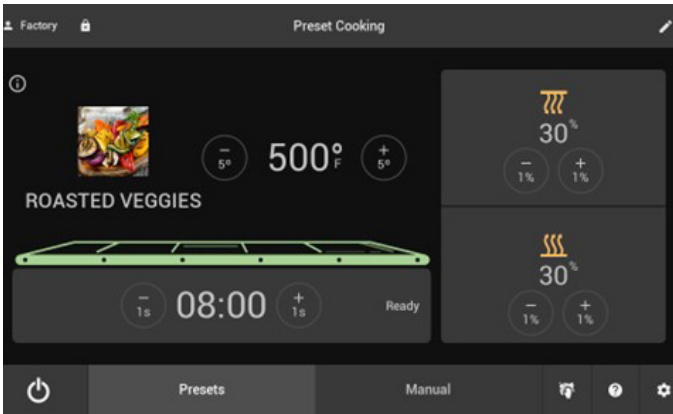 Factory
Preset Cooking
ROASTED VEGGIES
−
5°
500°F
+
5°
30%
−
1%
+
1%
30%
−
1%
+
1%
−
1s
08:00
+
1s
Ready
Presets
Manual